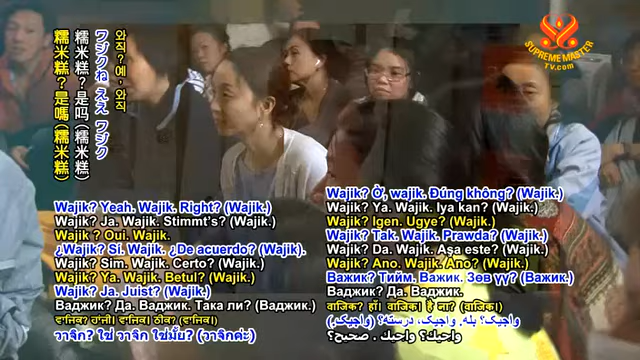 와직? 예, 와직
ワジクね ええ ワジク
糯米糕? 是吗 (糯米糕)
糯米糕? 是嗎 (糯米糕)
SUPREME MASTER
TV.com
Wajik? Yeah. Wajik. Right? (Wajik.)
Wajik? Ja. Wajik. Stimmt's? (Wajik.)
Wajik ? Oui. Wajik.
¿Wajik? Sí. Wajik. ¿De acuerdo? (Wajik).
Wajik? Sim. Wajik. Certo? (Wajik.)
Wajik? Ya. Wajik. Betul? (Wajik.)
Wajik? Ja. Juist? (Wajik.)
Ваджик? Да. Ваджик. Така ли? (Ваджик.)
ਵਾਜਿਕ? ਹਾਂਜੀ। ਵਾਜਿਕ। ਠੀਕ? (ਵਾਜਿਕ।)
วาจิก? ใช่ วาจิก ใช่มั้ย? (วาจิกค่ะ)
Wajik? Ờ, wajik. Đúng không? (Wajik.)
Wajik? Ya. Wajik. Iya kan? (Wajik.)
Wajik? Igen. Ugye? (Wajik.)
Wajik? Tak. Wajik. Prawda? (Wajik.)
Wajik? Da. Wajik. Aşa este? (Wajik.)
Wajik? Ano. Wajik. Ano? (Wajik.)
Важик? Тийм. Важик. Зөв үү? (Важик.)
Ваджик? Да. Ваджик.
वाजिक? हाँ। वाजिक। है ना? (वाजिक।)
واجیک؟ بله. واجیک، درسته؟ (واجیک.)
واجيك؟ واجيك . صحيح؟